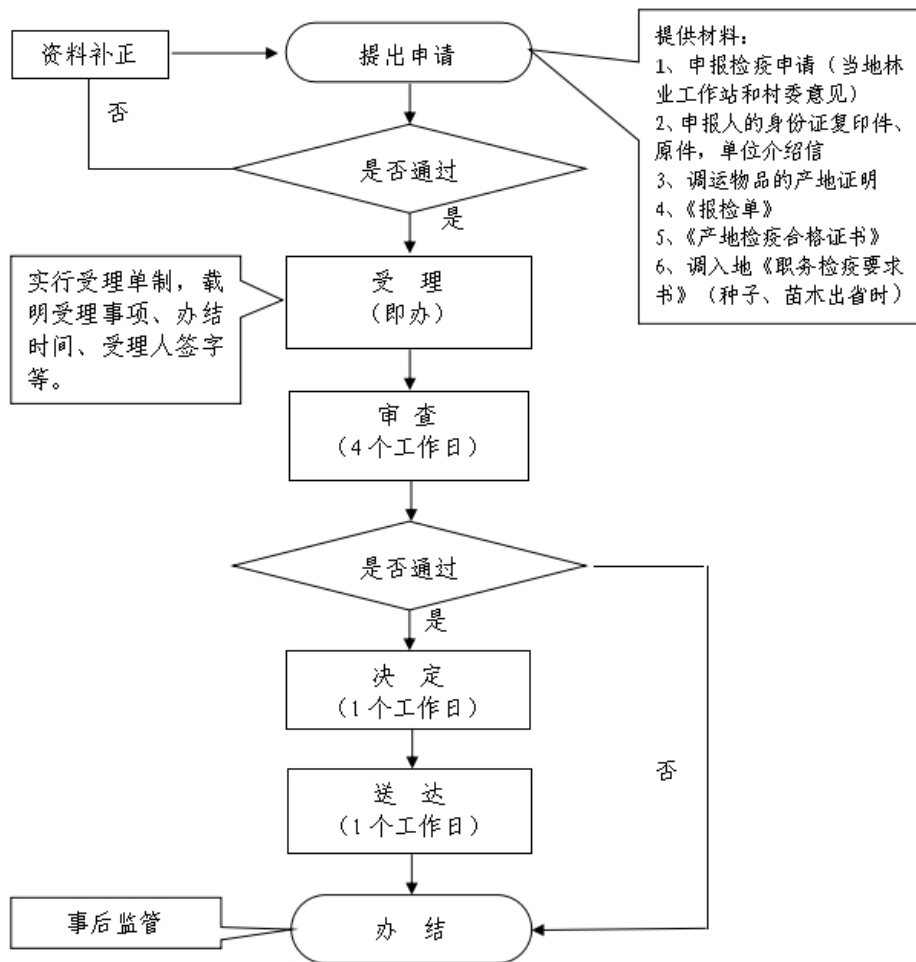 资料补正
提出申请
提供材料：
1、申报检疫申请（当地林
业工作站和村委意见）
2、申报人的身份证复印件、
原件，单位介绍信
3、调运物品的产地证明
4、《报检单》
5、《产地检疫合格证书》
6、调入地《职务检疫要求
书》（种子、苗木出省时）
否
是否通过
是
实行受理单制，载
明受理事项、办结
时间、受理人签字
等。
受 理
（即办）
审 查
（4个工作日）
是否通过
是
决 定
（1个工作日）
否
送 达
（1个工作日）
事后监管
办 结